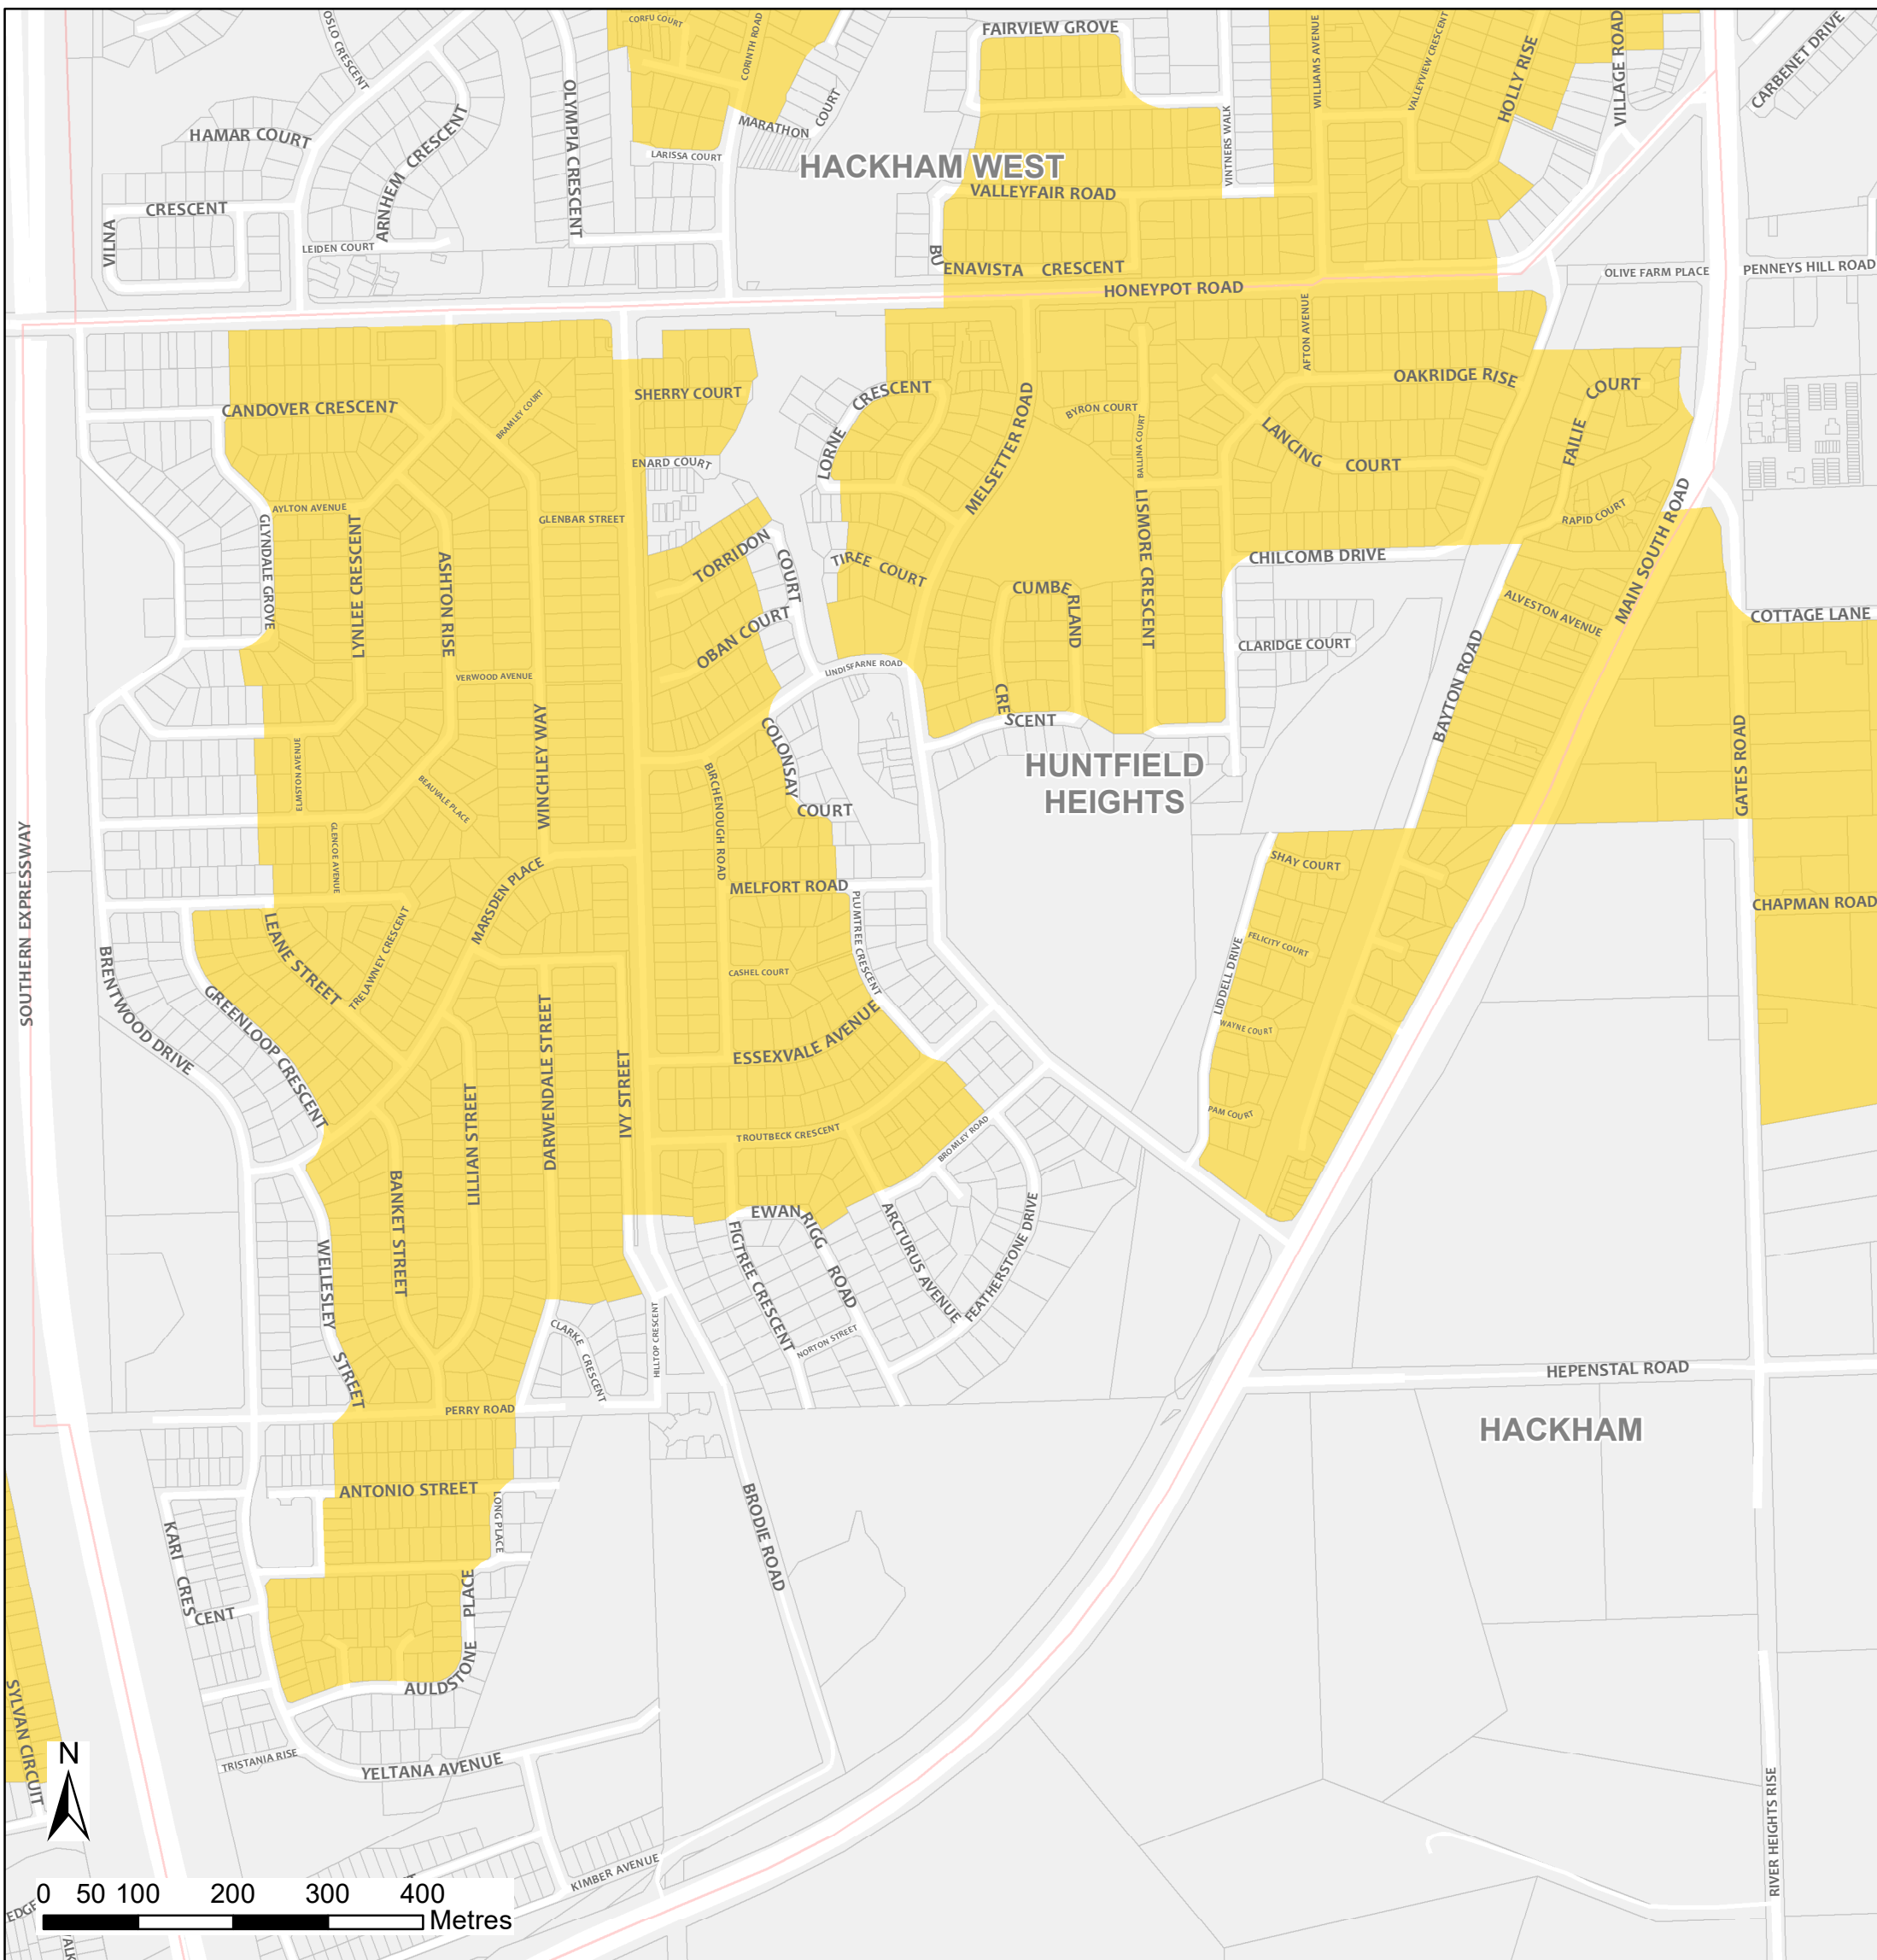 CORFU COURT
CORINTH ROAD
OSLO CRESCENT
FAIRVIEW GROVE
WILLIAMS AVENUE
VALLEYVIEW CRESCENT
HOLLY RISE
VILLAGE ROAD
CARBENET DRIVE
HAMAR COURT
ARNHEM CRESCENT
OLYMPIA CRESCENT
MARATHON COURT
LARISSA COURT
HACKHAM WEST
VINTNERS WALK
VALLEYFAIR ROAD
VILNA CRESCENT
LEIDEN COURT
BUENAVISTA CRESCENT
HONEYPOT ROAD
OLIVE FARM PLACE
PENNEYS HILL ROAD
AFTON AVENUE
CANDOVER CRESCENT
BRAMLEY COURT
SHERRY COURT
LORNE CRESCENT
MELSETTER ROAD
BYRON COURT
BALLINA COURT
OAKRIDGE RISE
LANCING COURT
FAILIE COURT
ENARD COURT
AYLTON AVENUE
GLENBAR STREET
RAPID COURT
MAIN SOUTH ROAD
GLYNDALE GROVE
LYNLEE CRESCENT
ASHTON RISE
TORRIDON COURT
TIREE COURT
LISMORE CRESCENT
CHILCOMB DRIVE
CUMBERLAND CRESCENT
ALVESTON AVENUE
COTTAGE LANE
OBAN COURT
CLARIDGE COURT
LINDISFARNE ROAD
VERWOOD AVENUE
BAYTON ROAD
WINCHLEY WAY
ELMSTON AVENUE
BEAUVALE PLACE
BIRCHENOUGH ROAD
COLONSAY COURT
HUNTFIELD
HEIGHTS
GATES ROAD
SOUTHERN EXPRESSWAY
GLENCOE AVENUE
MARSDEN PLACE
MELFORT ROAD
SHAY COURT
PLUMTREE CRESCENT
CHAPMAN ROAD
LEANE STREET
TRELAWNEY CRESCENT
BRENTWOOD DRIVE
GREENLOOP CRESCENT
CASHEL COURT
FELICITY COURT
LIDDELL DRIVE
DARWENDALE STREET
ESSEXVALE AVENUE
WAYNE COURT
IVY STREET
LILLIAN STREET
TROUTBECK CRESCENT
BROMLEY ROAD
PAM COURT
BANKET STREET
EWANRIGG ROAD
FIGTREE CRESCENT
ARCTURUS AVENUE
FEATHERSTONE DRIVE
WELLESLEY STREET
CLARKE CRESCENT
HILLTOP CRESCENT
NORTON STREET
HEPENSTAL ROAD
PERRY ROAD
HACKHAM
ANTONIO STREET
LONG PLACE
KARI CRESCENT
BRODIE ROAD
AULDSTONE PLACE
SYLVAN CIRCUIT
TRISTANIA RISE
YELTANA AVENUE
RIVER HEIGHTS RISE
KIMBER AVENUE
N
0 50 100 200 300 400
Metres